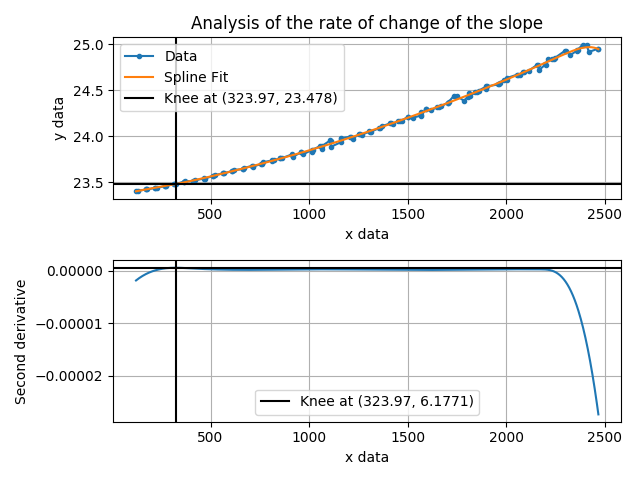 Analysis of the rate of change of the slope
25.0
24.5
24.0
23.5
y data
Data
Spline Fit
Knee at (323.97, 23.478)
500
1000
1500
2000
2500
x data
0.00000
−0.00001
−0.00002
Second derivative
Knee at (323.97, 6.1771)
500
1000
1500
2000
2500
x data